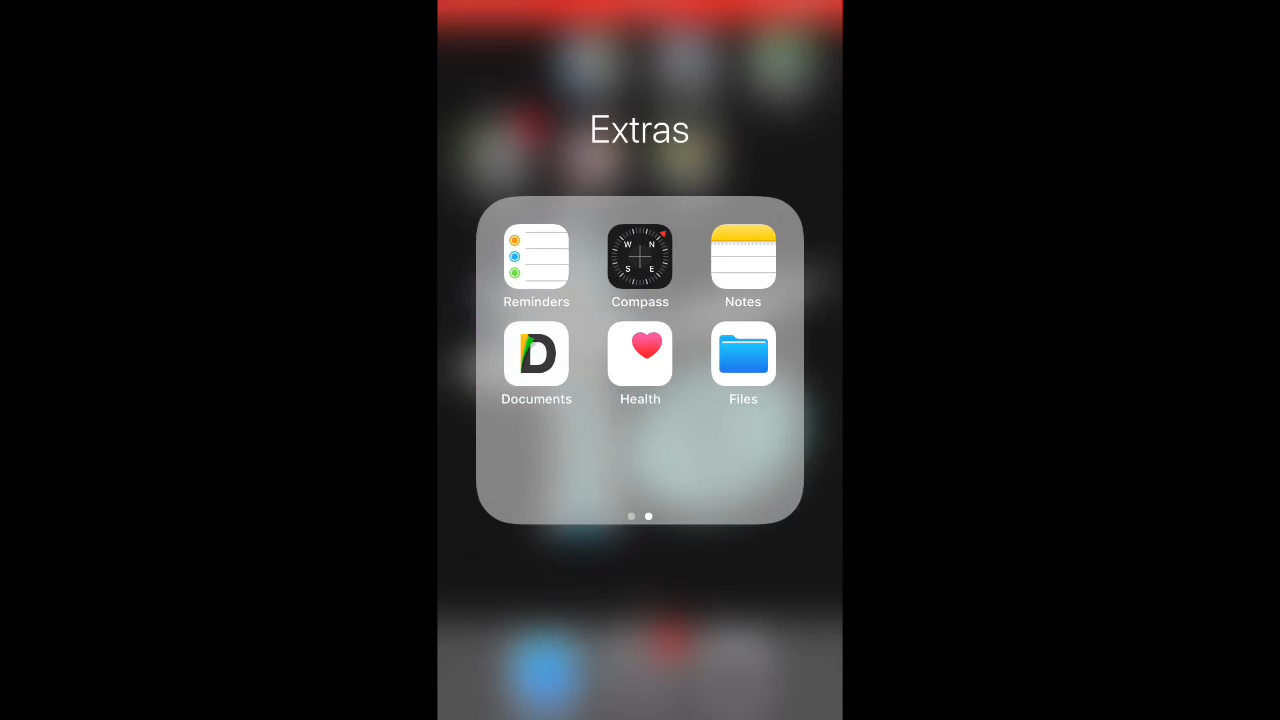 Extras
W N
S E
Reminders Compass Notes
D
Documents Health Files